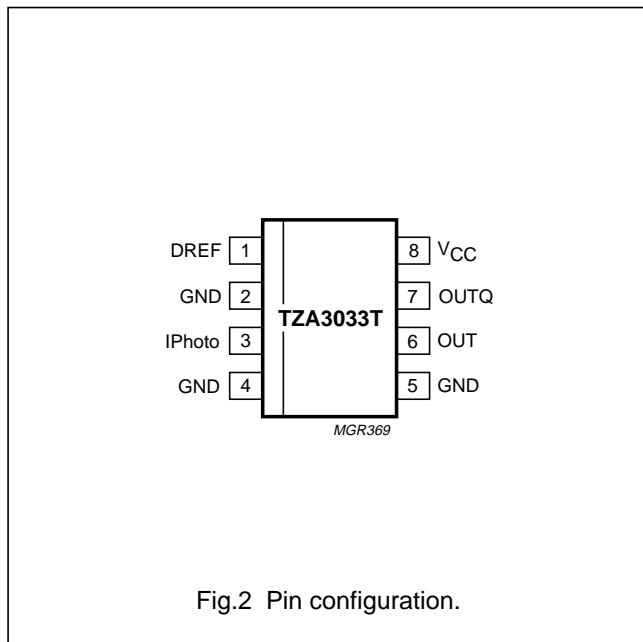 DREF 1 8 VCC
GND 2 7 OUTQ
TZA3033T
IPhoto 3 6 OUT
GND 4 5 GND
MGR369
Fig.2 Pin configuration.